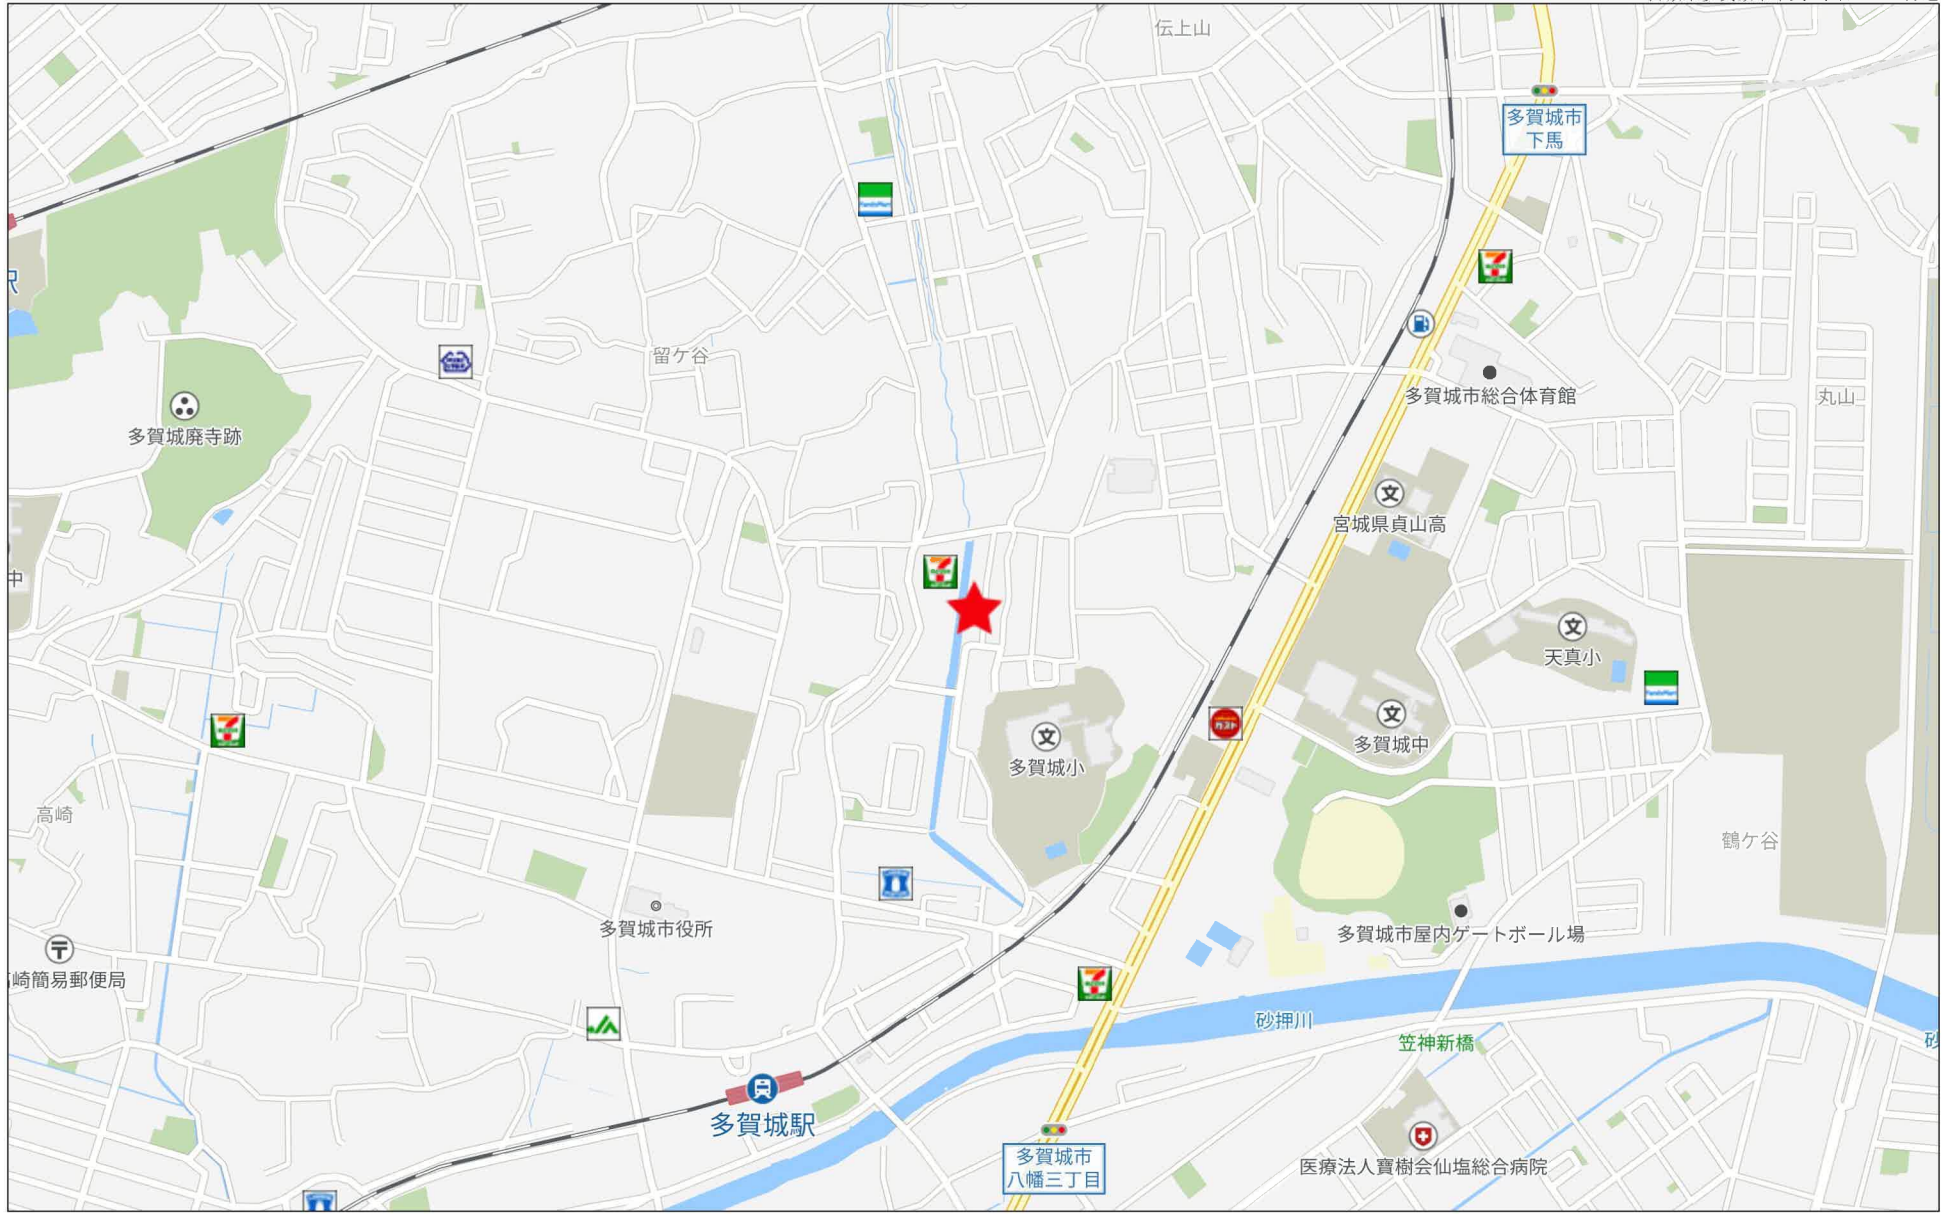 伝上山
多賀城市
下馬
留ケ谷
多賀城市総合体育館
丸山
多賀城廃寺跡
宮城県貞山高
中
天真小
多賀城中
多賀城小
高崎
鶴ケ谷
多賀城市役所
多賀城市屋内ゲートボール場
崎簡易郵便局
砂押川
笠神新橋
砂
多賀城駅
多賀城市
八幡三丁目
医療法人寶樹会仙塩総合病院